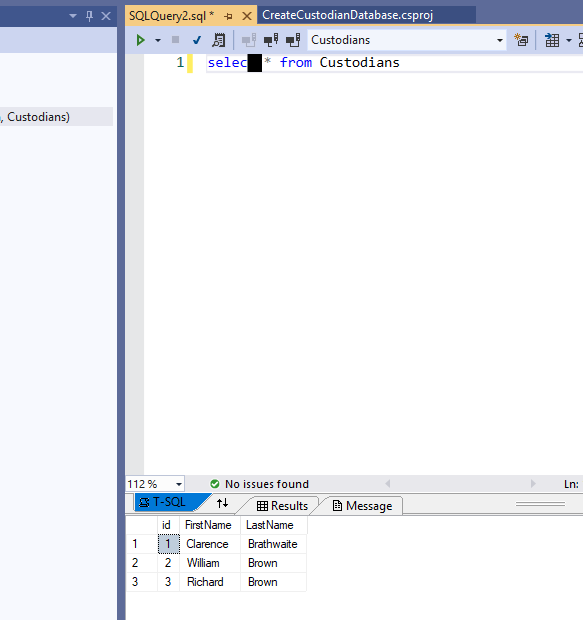 SQLQuery2.sql * CreateCustodianDatabase.csproj
Custodians
, Custodians)
1 selec * from Custodians
112 % No issues found Ln:
T-SQL Results Message
id FirstName LastName
1 1 Clarence Brathwaite
2 2 William Brown
3 3 Richard Brown